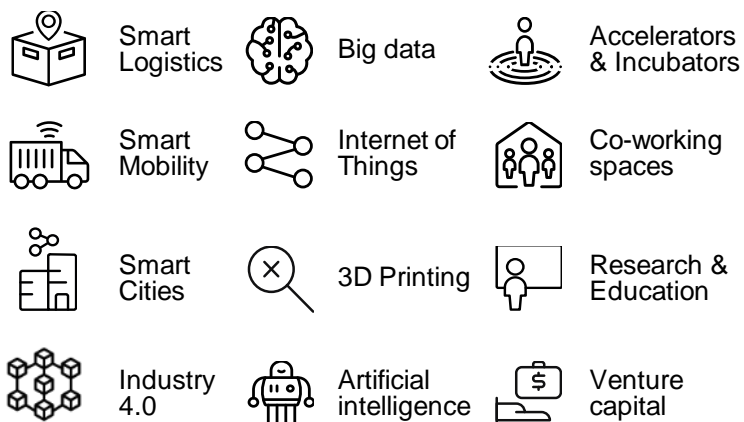 Smart
Logistics
Big data
Accelerators
& Incubators
Smart
Mobility
Internet of
Things
Co-working
spaces
Smart
Cities
3D Printing
Research &
Education
Industry
4.0
Artificial
intelligence
$
Venture
capital